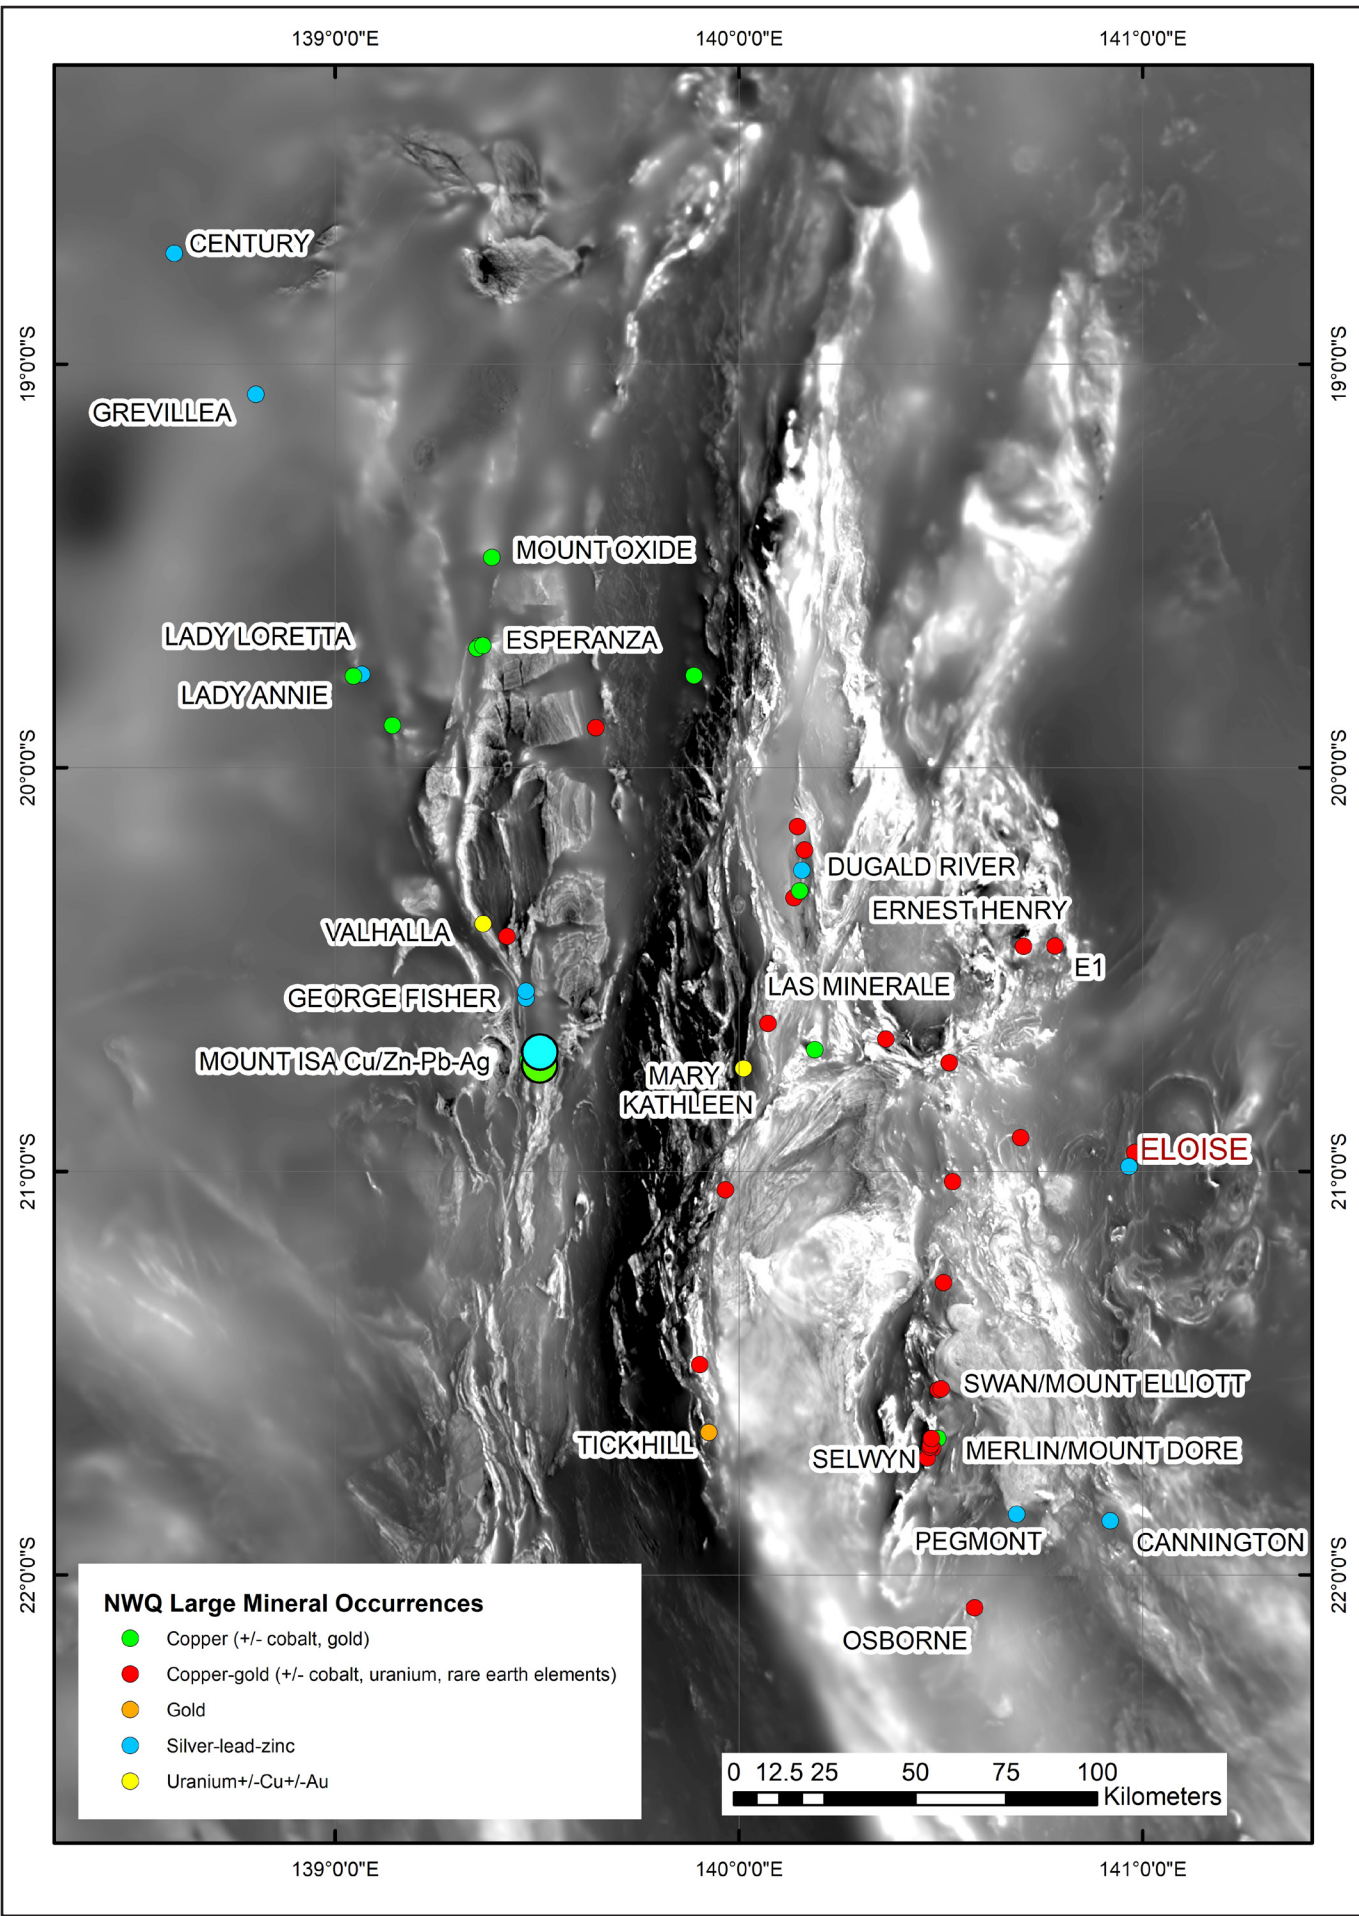 139°0'0"E 140°0'0"E 141°0'0"E
CENTURY
19°0'0"S 19°0'0"S
GREVILLEA
MOUNT OXIDE
LADY LORETTA
ESPERANZA
LADY ANNIE
20°0'0"S 20°0'0"S
DUGALD RIVER
ERNEST HENRY
VALHALLA
E1
LAS MINERALE
GEORGE FISHER
MOUNT ISA Cu/Zn-Pb-Ag
MARY
KATHLEEN
ELOISE
21°0'0"S 21°0'0"S
SWAN/MOUNT ELLIOTT
TICK HILL
MERLIN/MOUNT DORE
SELWYN
PEGMONT
CANNINGTON
22°0'0"S 22°0'0"S
OSBORNE
NWQ Large Mineral Occurrences
Copper (+/- cobalt, gold)
Copper-gold (+/- cobalt, uranium, rare earth elements)
Gold
Silver-lead-zinc
Uranium+/-Cu+/-Au
0 12.5 25 50 75 100
Kilometers
139°0'0"E 140°0'0"E 141°0'0"E